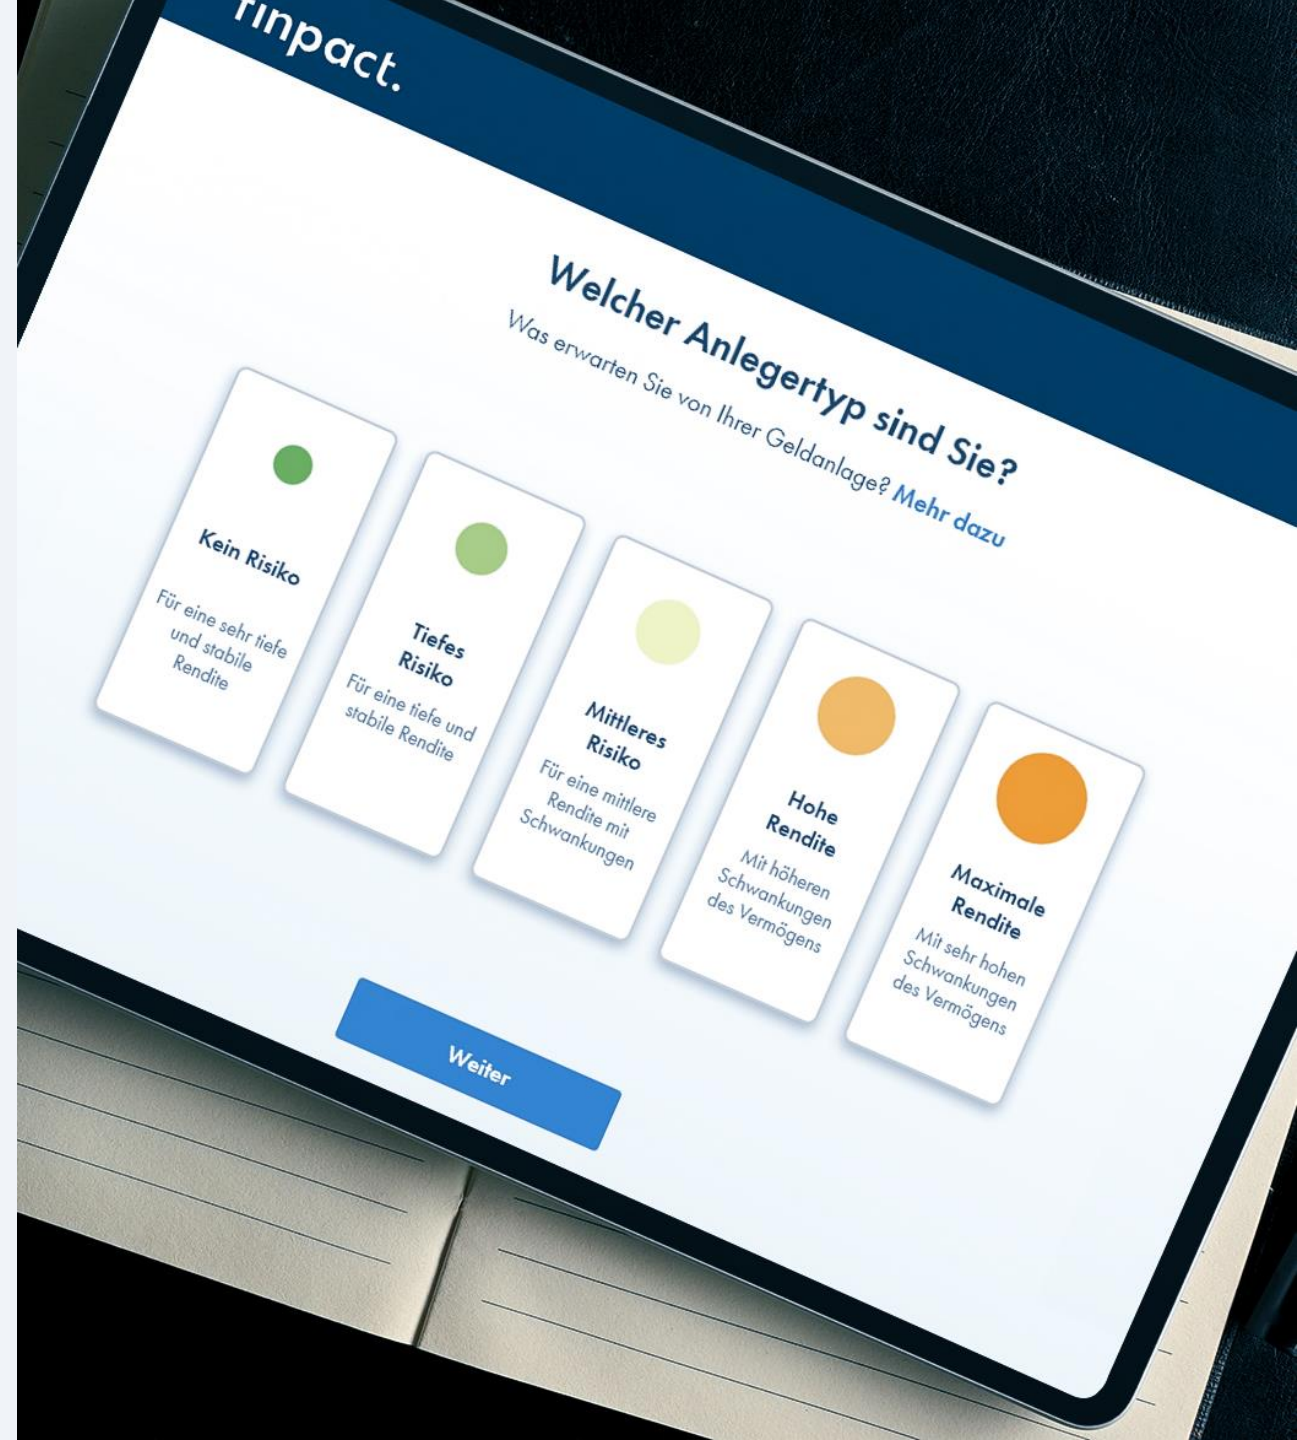 finpact.
Welcher Anlegertyp sind Sie?
Was erwarten Sie von Ihrer Geldanlage? Mehr dazu
Kein Risiko
Für eine sehr tiefe
und stabile
Rendite
Tiefes
Risiko
Für eine tiefe und
stabile Rendite
Mittleres
Risiko
Für eine mittlere
Rendite mit
Schwankungen
Hohe
Rendite
Mit höheren
Schwankungen
des Vermögens
Maximale
Rendite
Mit sehr hohen
Schwankungen
des Vermögens
Weiter